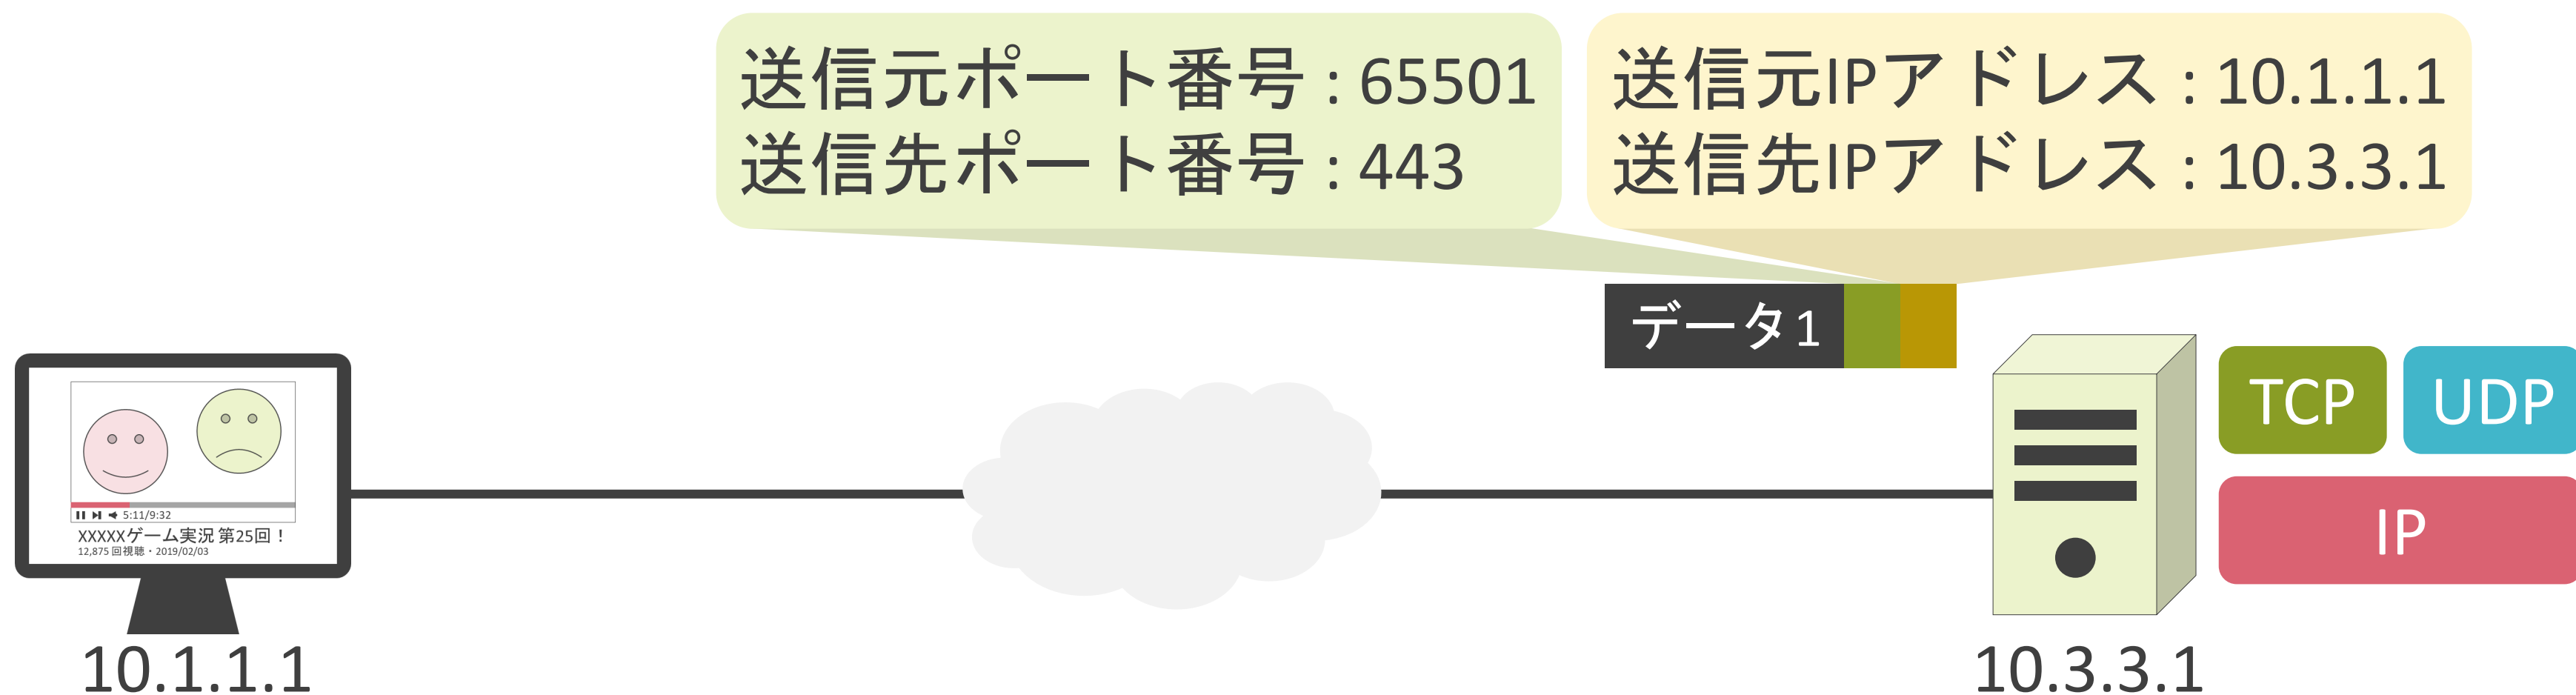 送信元ポート番号 : 65501
送信先ポート番号 : 443
送信元IPアドレス : 10.1.1.1
送信先IPアドレス : 10.3.3.1
データ1
TCP
UDP
IP
5:11/9:32
XXXXXゲーム実況 第25回！
12,875 回視聴・2019/02/03
10.1.1.1
10.3.3.1